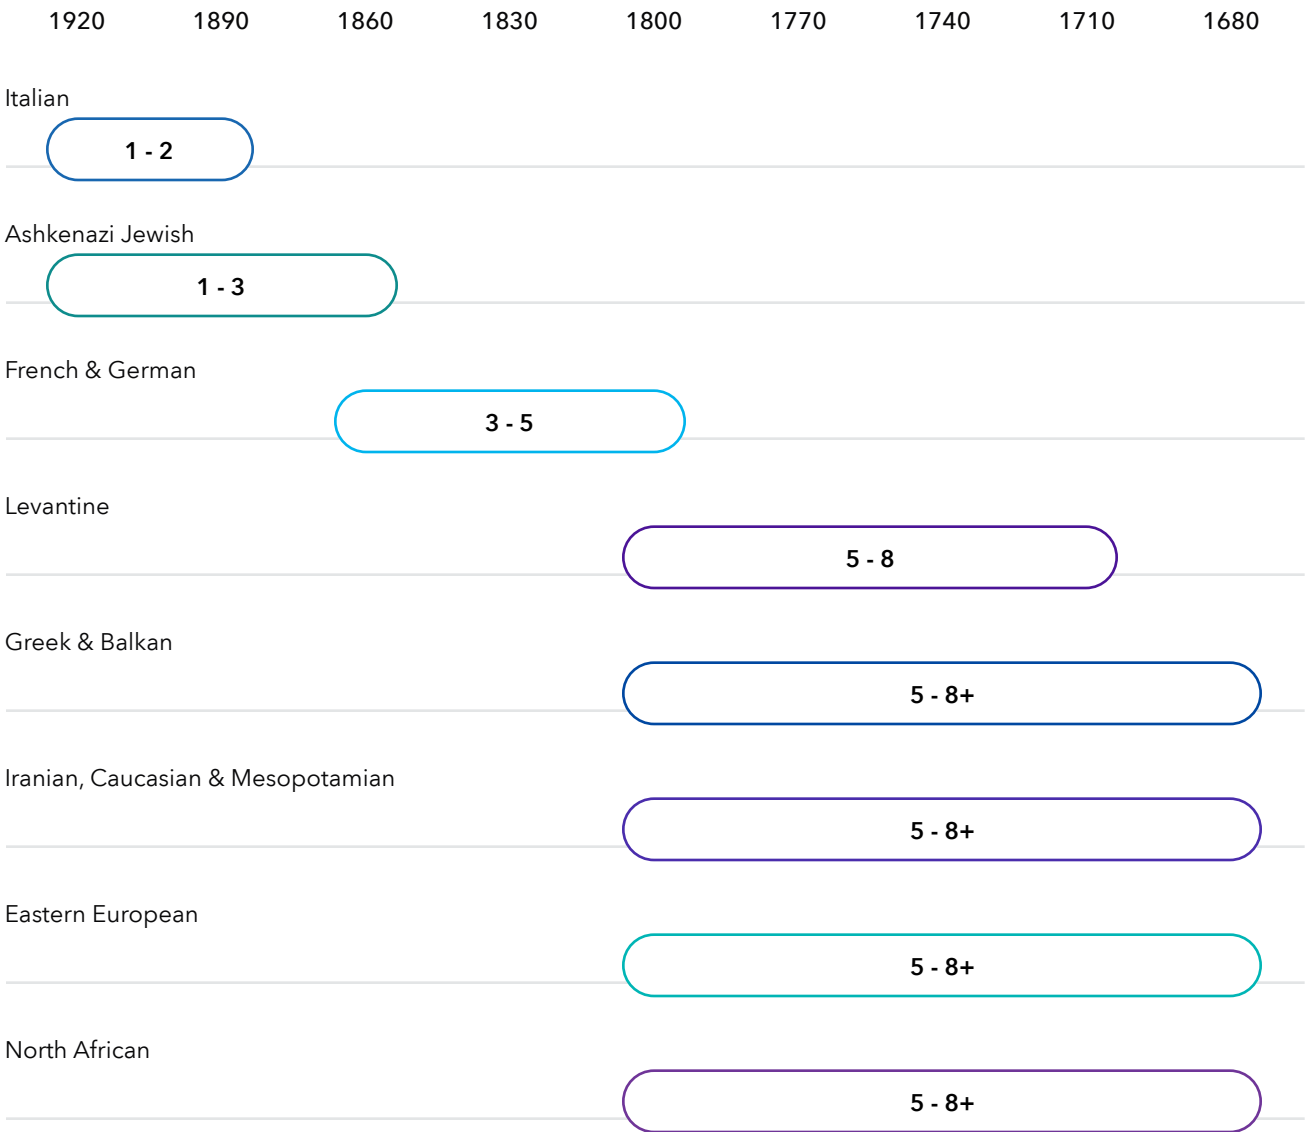 1920 1890 1860 1830 1800 1770 1740 1710 1680
Italian
1 - 2
Ashkenazi Jewish
1 - 3
French & German
3 - 5
Levantine
5 - 8
Greek & Balkan
5 - 8+
Iranian, Caucasian & Mesopotamian
5 - 8+
Eastern European
5 - 8+
North African
5 - 8+